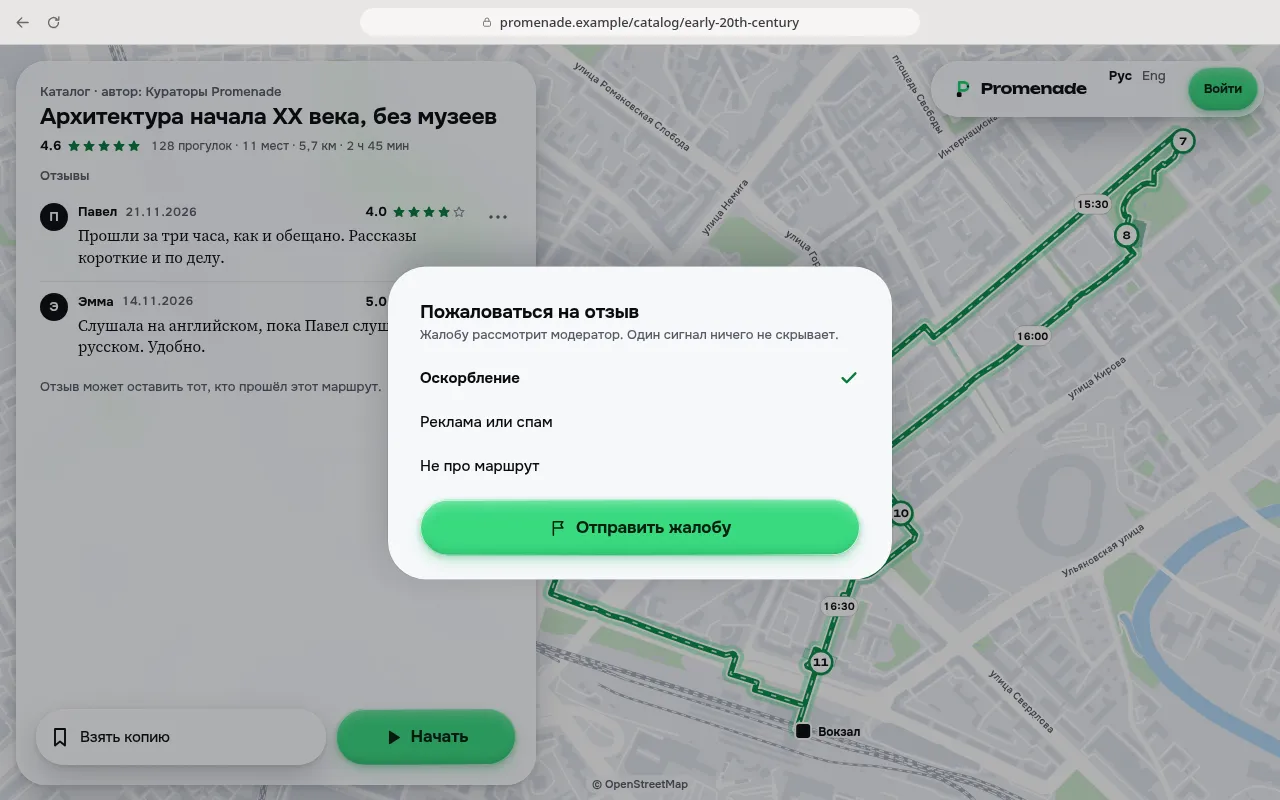 promenade.example/catalog/early-20th-century
Каталог · автор: Кураторы Promenade
Архитектура начала XX века, без музеев
4.6 128 прогулок · 11 мест · 5,7 км · 2 ч 45 мин
Отзывы
П Павел 21.11.2026 4.0
Прошли за три часа, как и обещано. Рассказы
короткие и по делу.
Э Эмма 14.11.2026 5.0
Слушала на английском, пока Павел слуш
русском. Удобно.
Отзыв может оставить тот, кто прошёл этот маршрут.
Взять копию
Начать
Пожаловаться на отзыв
Жалобу рассмотрит модератор. Один сигнал ничего не скрывает.
Оскорбление
Реклама или спам
Не про маршрут
Отправить жалобу
Promenade
Рус Eng
Войти
улица Романовская Слобода
площадь Свободы
Интернациона
улица Немига
улица Гор
7
15:30
8
16:00
улица Кирова
10
Ульяновская улица
16:30
11
улица Свердлова
Вокзал
© OpenStreetMap